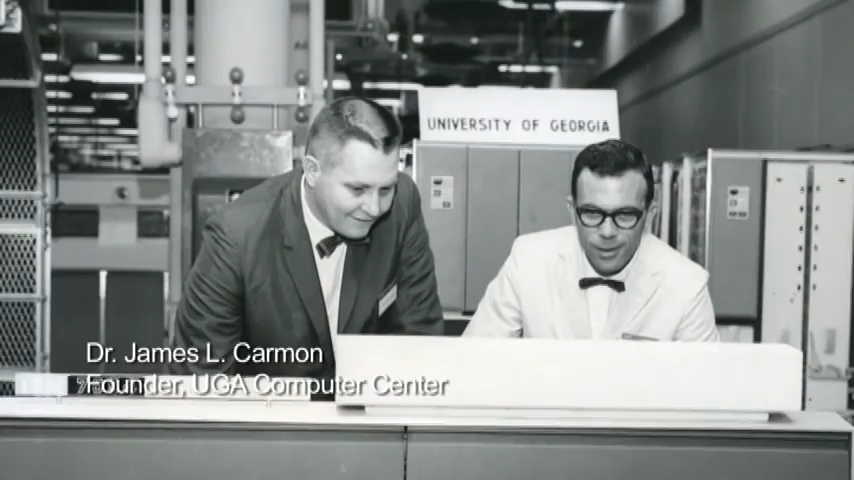 UNIVERSITY OF GEORGIA
Dr. James L. Carmon
Founder, UGA Computer Center